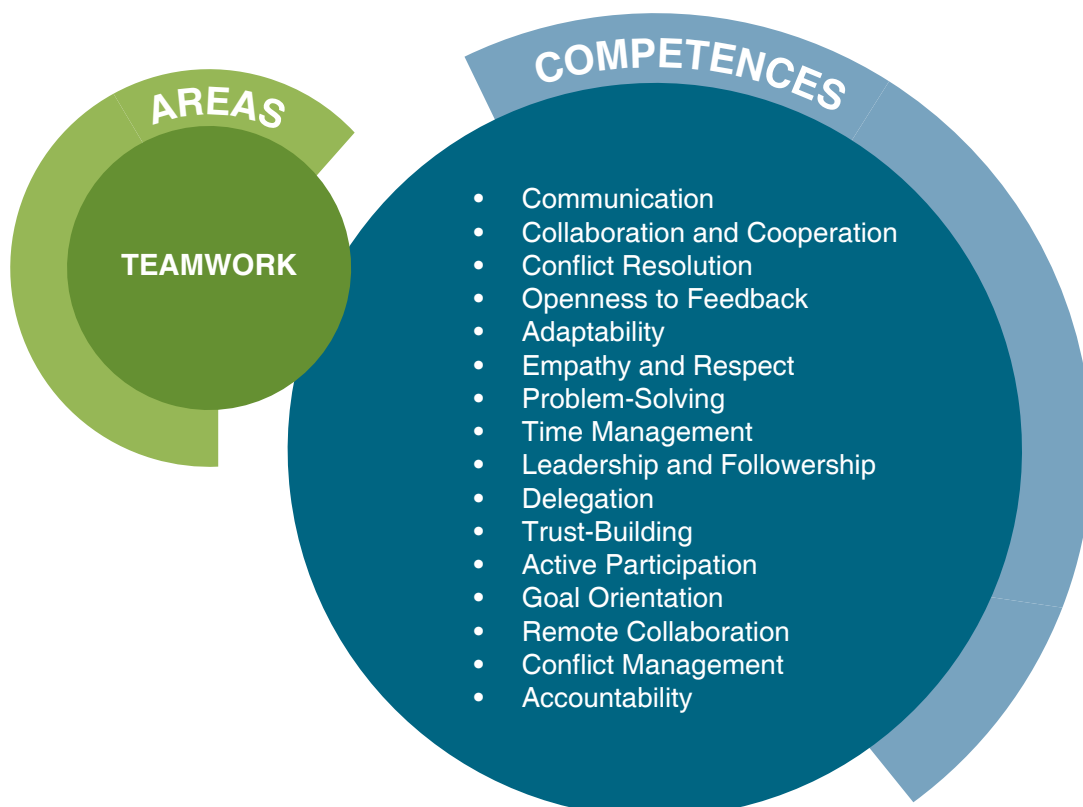 AREAS
TEAMWORK
COMPETENCES
• Communication
• Collaboration and Cooperation
• Conflict Resolution
• Openness to Feedback
• Adaptability
• Empathy and Respect
• Problem-Solving
• Time Management
• Leadership and Followership
• Delegation
• Trust-Building
• Active Participation
• Goal Orientation
• Remote Collaboration
• Conflict Management
• Accountability